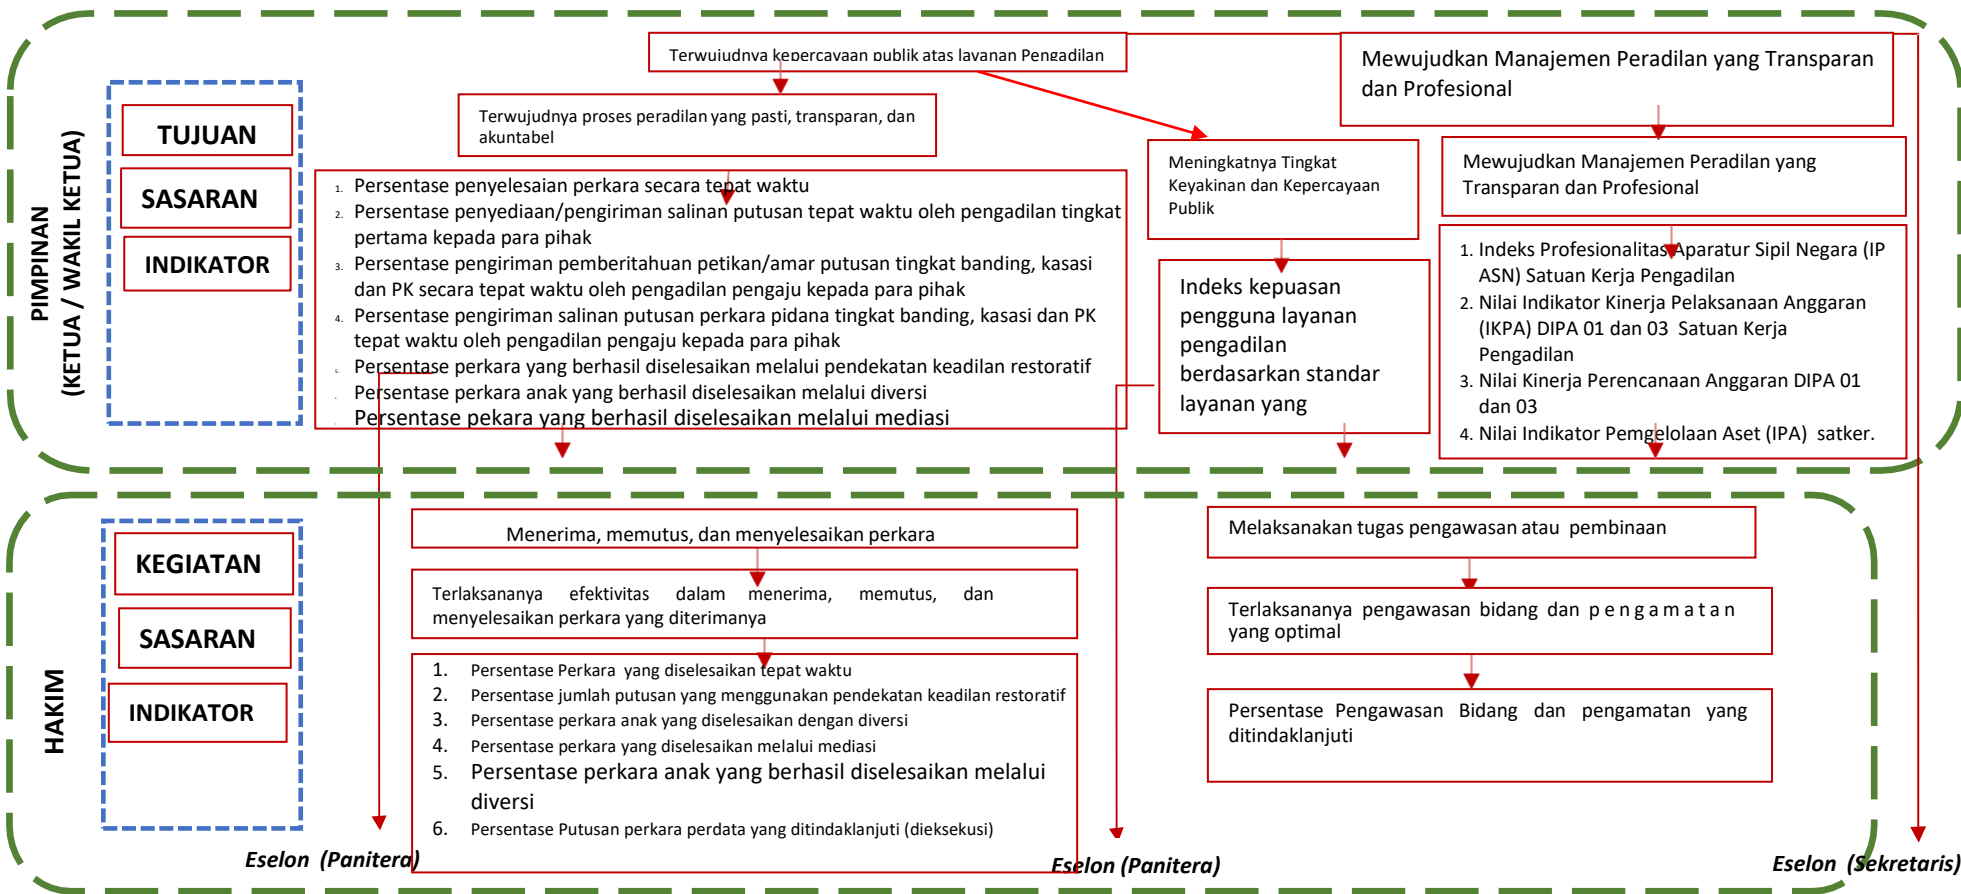 PIMPINAN
(KETUA / WAKIL KETUA)
TUJUAN
SASARAN
INDIKATOR
Terwujudnya kepercayaan publik atas layanan Pengadilan
Terwujudnya proses peradilan yang pasti, transparan, dan
akuntabel
1. Persentase penyelesaian perkara secara tepat waktu
2. Persentase penyediaan/pengiriman salinan putusan tepat waktu oleh pengadilan tingkat
pertama kepada para pihak
3. Persentase pengiriman pemberitahuan petikan/amar putusan tingkat banding, kasasi
dan PK secara tepat waktu oleh pengadilan pengaju kepada para pihak
4. Persentase pengiriman salinan putusan perkara pidana tingkat banding, kasasi dan PK
tepat waktu oleh pengadilan pengaju kepada para pihak
5. Persentase perkara yang berhasil diselesaikan melalui pendekatan keadilan restoratif
Persentase perkara anak yang berhasil diselesaikan melalui diversi
Persentase pekara yang berhasil diselesaikan melalui mediasi
Meningkatnya Tingkat
Keyakinan dan Kepercayaan
Publik
Indeks kepuasan
pengguna layanan
pengadilan
berdasarkan standar
layanan yang
Mewujudkan Manajemen Peradilan yang Transparan
dan Profesional
Mewujudkan Manajemen Peradilan yang
Transparan dan Profesional
1. Indeks Profesionalitas Aparatur Sipil Negara (IP
ASN) Satuan Kerja Pengadilan
2. Nilai Indikator Kinerja Pelaksanaan Anggaran
(IKPA) DIPA 01 dan 03 Satuan Kerja
Pengadilan
3. Nilai Kinerja Perencanaan Anggaran DIPA 01
dan 03
4. Nilai Indikator Pemgelolaan Aset (IPA) satker.
HAKIM
KEGIATAN
SASARAN
INDIKATOR
Menerima, memutus, dan menyelesaikan perkara
Terlaksananya efektivitas dalam menerima, memutus, dan
menyelesaikan perkara yang diterimanya
1. Persentase Perkara yang diselesaikan tepat waktu
2. Persentase jumlah putusan yang menggunakan pendekatan keadilan restoratif
3. Persentase perkara anak yang diselesaikan dengan diversi
4. Persentase perkara yang diselesaikan melalui mediasi
5. Persentase perkara anak yang berhasil diselesaikan melalui
diversi
6. Persentase Putusan perkara perdata yang ditindaklanjuti (dieksekusi)
Melaksanakan tugas pengawasan atau pembinaan
Terlaksananya pengawasan bidang dan pengamatan
yang optimal
Persentase Pengawasan Bidang dan pengamatan yang
ditindaklanjuti
Eselon (Panitera)
Eselon (Panitera)
Eselon (Sekretaris)